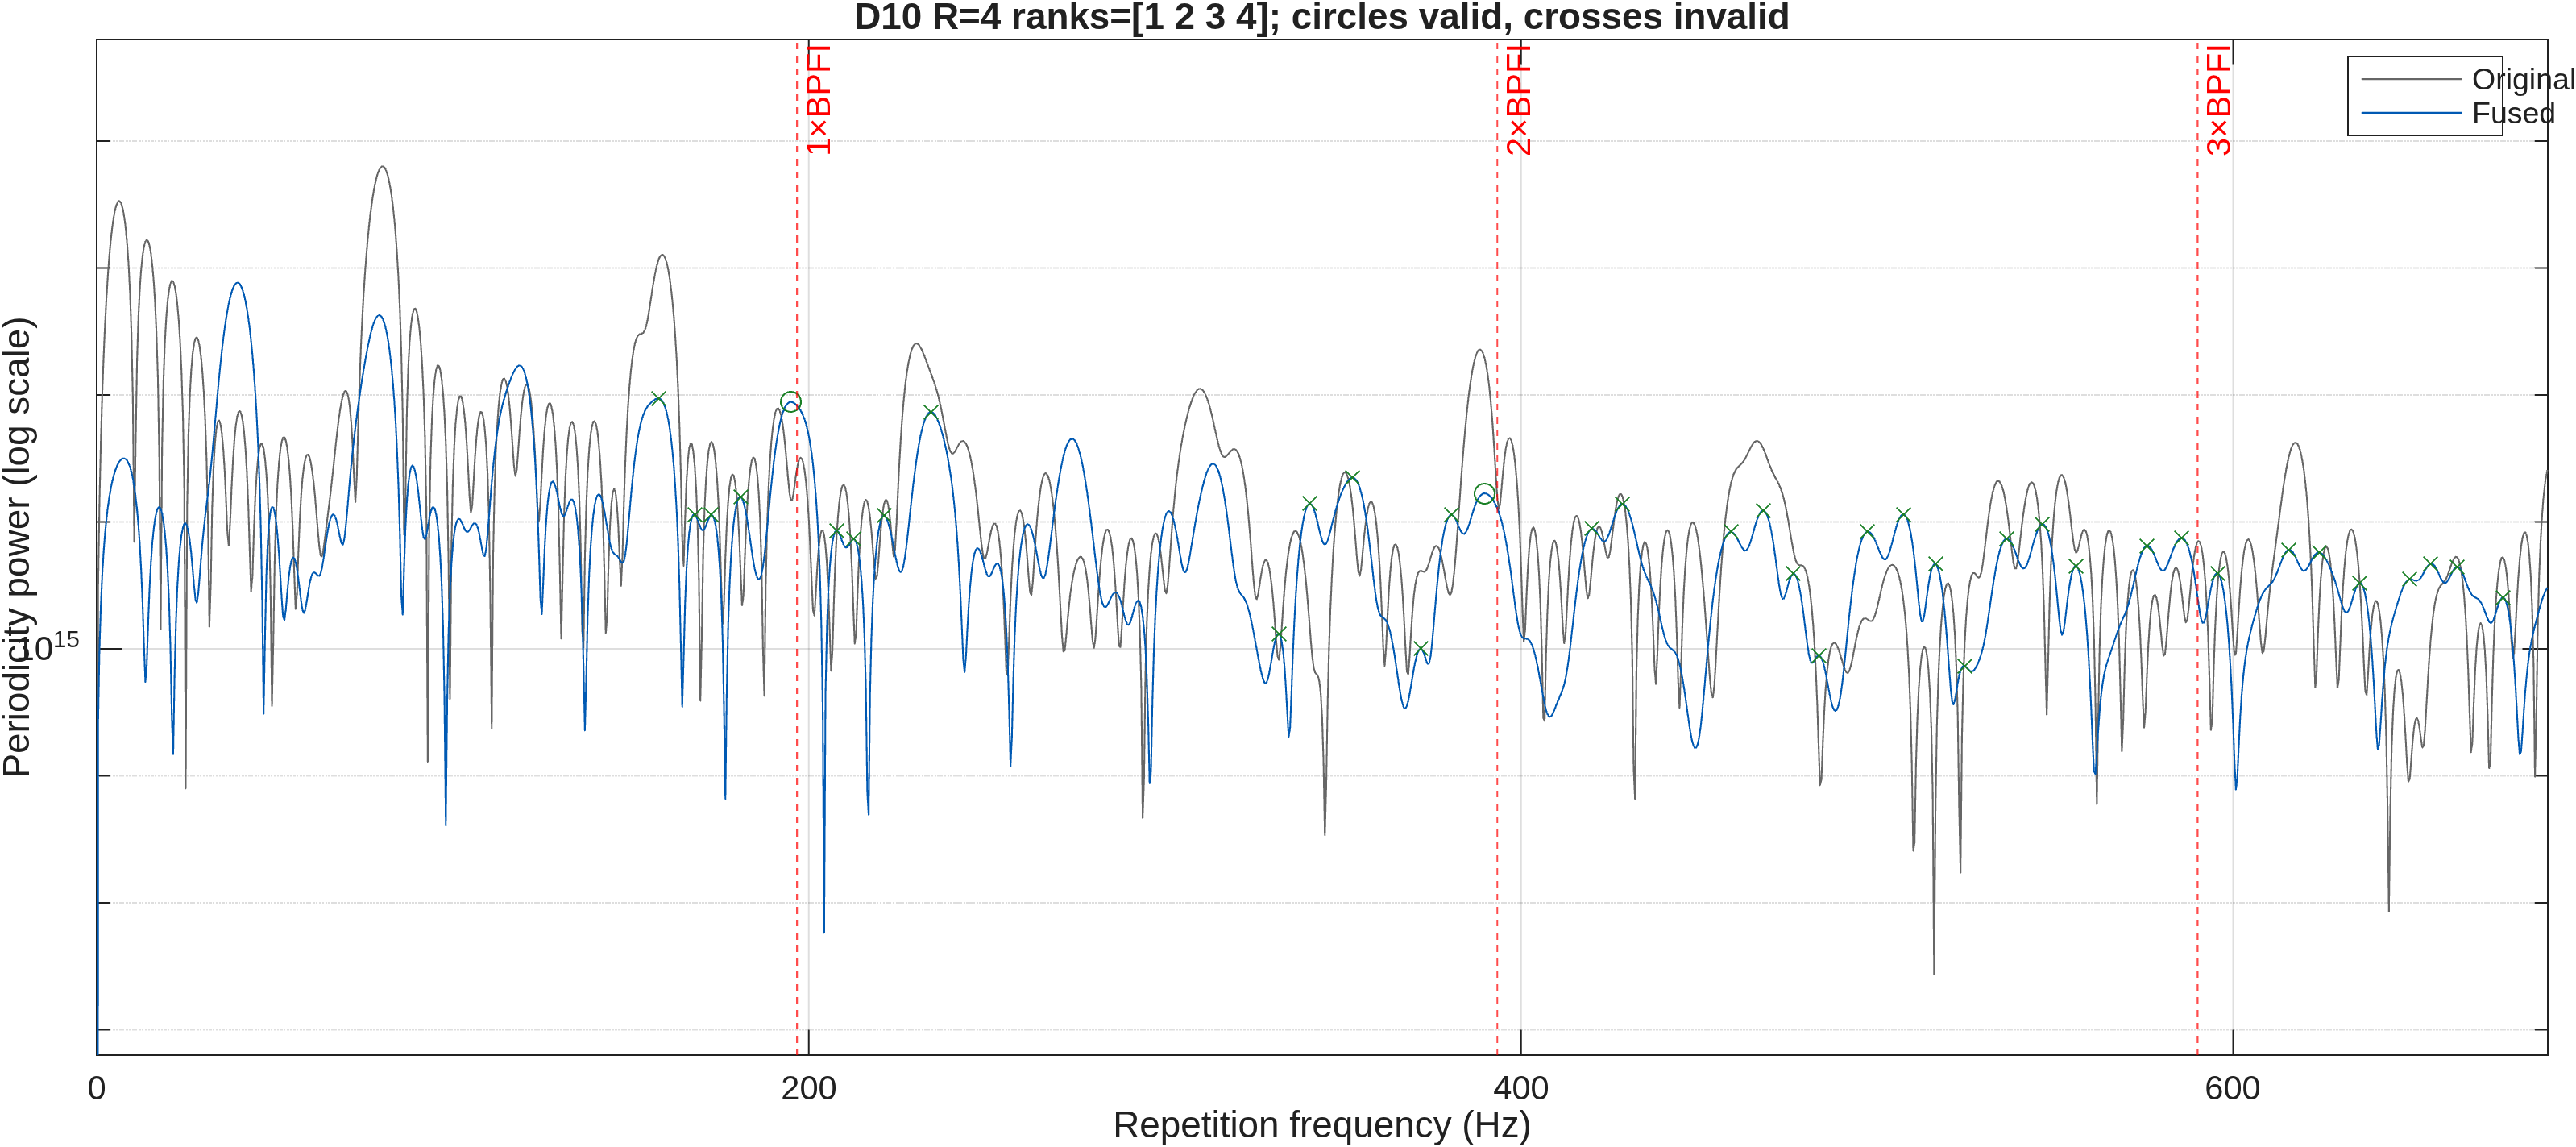 D10 R=4 ranks=[1 2 3 4]; circles valid, crosses invalid
1×BPFI
2×BPFI
3×BPFI
Original
Fused
Periodicity power (log scale)
10^15
0
200
400
600
Repetition frequency (Hz)